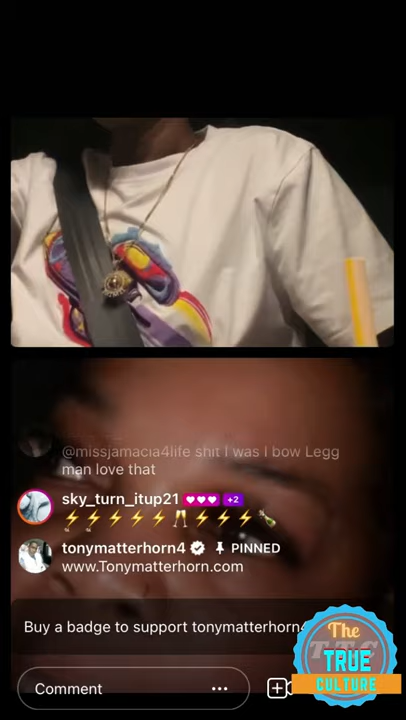 @missjamacia4life shit I was I bow Legg
man love that
sky_turn_itup21 +2
tonymatterhorn4 PINNED
www.Tonymatterhorn.com
Buy a badge to support tonymatterhorn4
The
TRUE
CULTURE
Comment